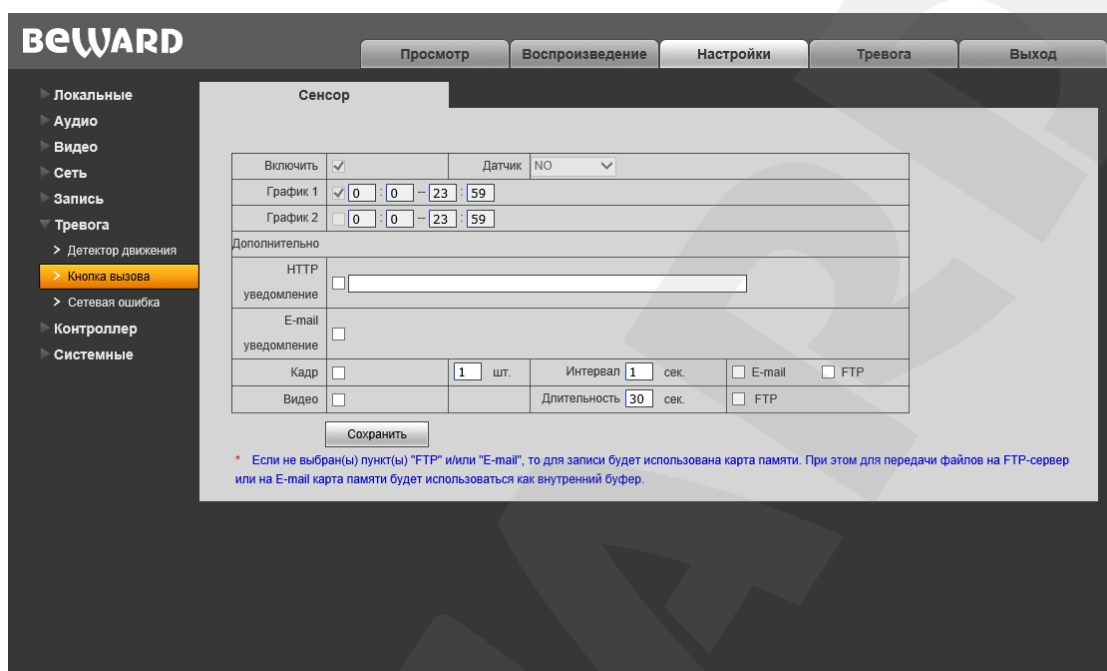 BEWARD
Просмотр Воспроизведение Настройки Тревога Выход
Локальные
Аудио
Видео
Сеть
Запись
Тревога
> Детектор движения
> Кнопка вызова
> Сетевая ошибка
Контроллер
Системные
Сенсор
Включить Датчик NO
График 1 0 : 0 – 23 : 59
График 2 0 : 0 – 23 : 59
Дополнительно
HTTP
уведомление
E-mail
уведомление
Кадр 1 шт. Интервал 1 сек. E-mail FTP
Видео Длительность 30 сек. FTP
Сохранить
* Если не выбран(ы) пункт(ы) "FTP" и/или "E-mail", то для записи будет использована карта памяти. При этом для передачи файлов на FTP-сервер
или на E-mail карта памяти будет использоваться как внутренний буфер.